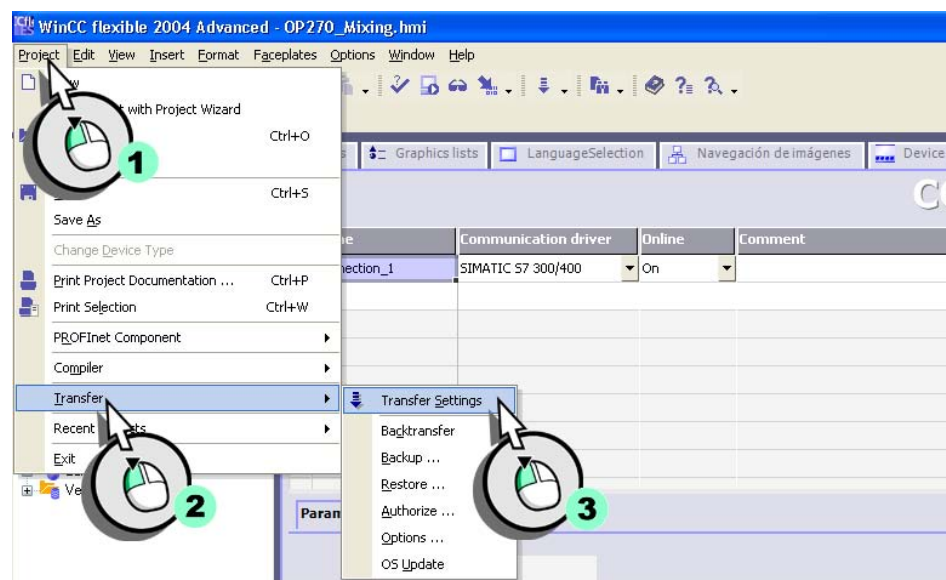 WinCC flexible 2004 Advanced - OP270_Mixing.hmi
Project Edit View Insert Format Faceplates Options Window Help
with Project Wizard
Ctrl+O
1
Graphics lists LanguageSelection Navegación de imágenes Device
Ctrl+S
Save As
Change Device Type
Communication driver Online Comment
nection_1 SIMATIC S7 300/400 On
Print Project Documentation ... Ctrl+P
Print Selection Ctrl+W
PROFInet Component
Compiler
Transfer Transfer Settings
Recent Backtransfer
Exit Backup ...
Restore ...
Ve 2 Param Authorize ... 3
Options ...
OS Update